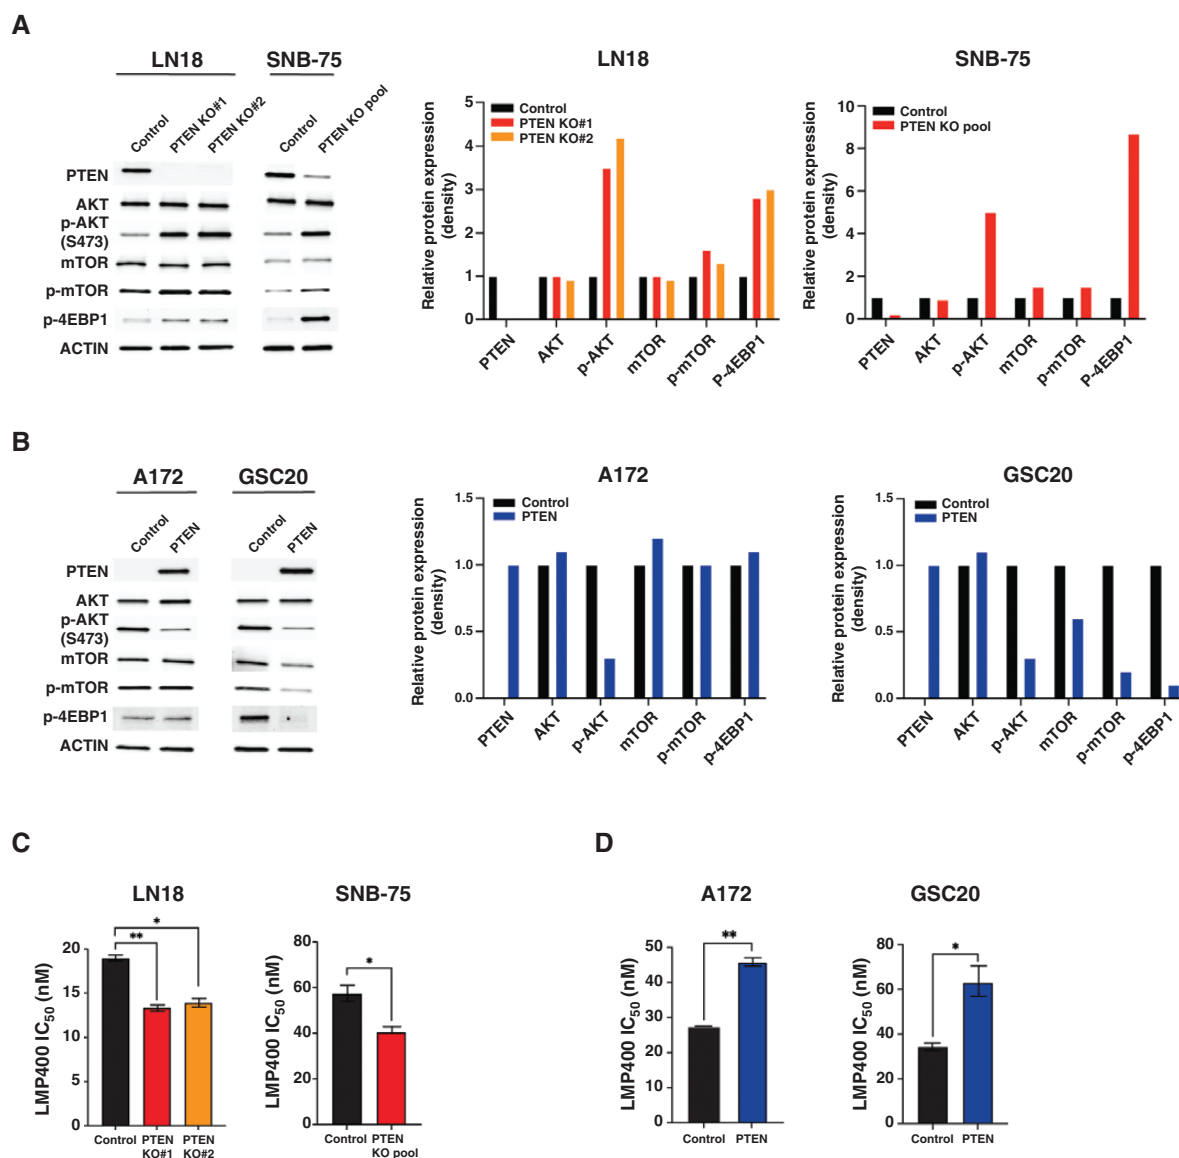 A
LN18
SNB-75
Control
PTEN KO#1
PTEN KO#2
Control
PTEN KO pool
PTEN
AKT
p-AKT
(S473)
mTOR
p-mTOR
p-4EBP1
ACTIN
LN18
Relative protein expression
(density)
5
4
3
2
1
0
Control
PTEN KO#1
PTEN KO#2
PTEN
AKT
p-AKT
mTOR
p-mTOR
P-4EBP1
SNB-75
Relative protein expression
(density)
10
8
6
4
2
0
Control
PTEN KO pool
PTEN
AKT
p-AKT
mTOR
p-mTOR
P-4EBP1
B
A172
GSC20
Control
PTEN
Control
PTEN
PTEN
AKT
p-AKT
(S473)
mTOR
p-mTOR
p-4EBP1
ACTIN
A172
Relative protein expression
(density)
1.5
1.0
0.5
0.0
Control
PTEN
PTEN
AKT
p-AKT
mTOR
p-mTOR
p-4EBP1
GSC20
Relative protein expression
(density)
1.5
1.0
0.5
0.0
Control
PTEN
PTEN
AKT
p-AKT
mTOR
p-mTOR
p-4EBP1
C
LN18
LMP400 IC50 (nM)
20
15
10
5
0
*
**
Control
PTEN
KO#1
PTEN
KO#2
SNB-75
LMP400 IC50 (nM)
80
60
40
20
0
*
Control
PTEN
KO pool
D
A172
LMP400 IC50 (nM)
50
40
30
20
10
0
**
Control
PTEN
GSC20
LMP400 IC50 (nM)
80
60
40
20
0
*
Control
PTEN